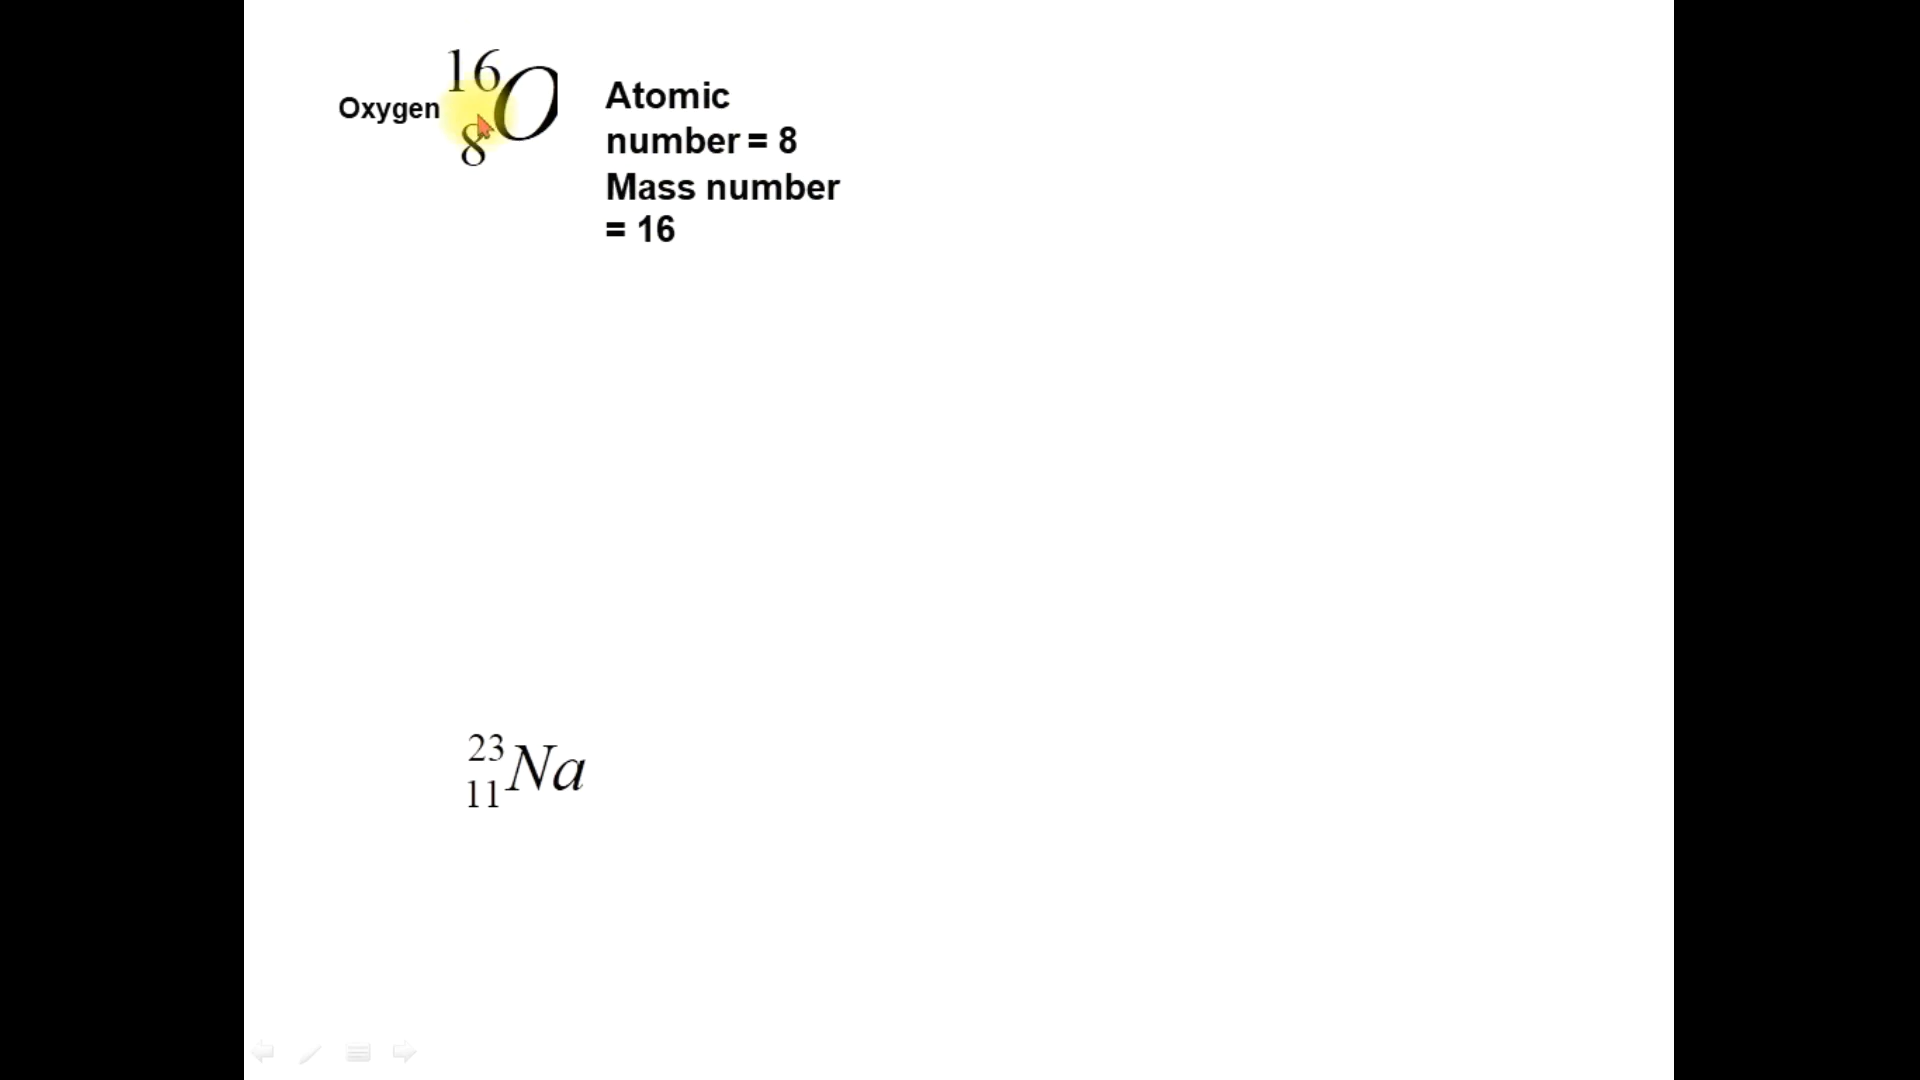 Oxygen
16
8
O
Atomic
number = 8
Mass number
= 16
23
11
Na